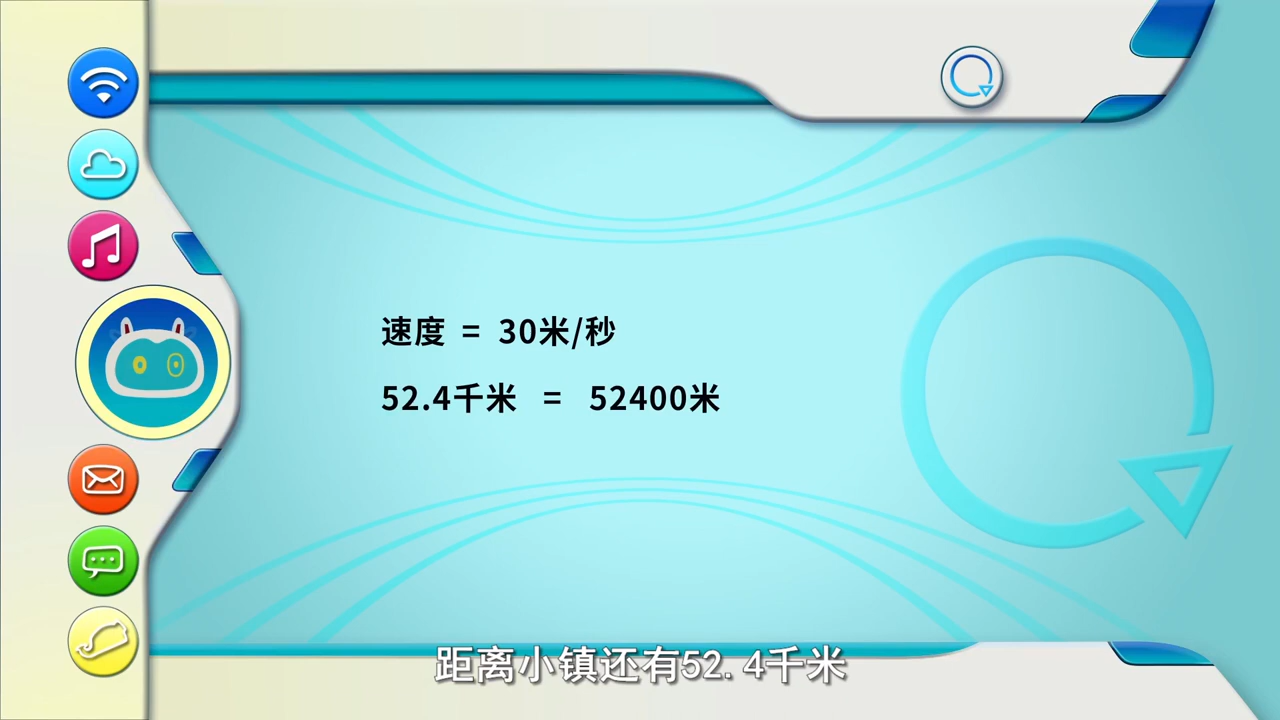 速度 = 30米/秒
52.4千米 = 52400米
距离小镇还有52.4千米